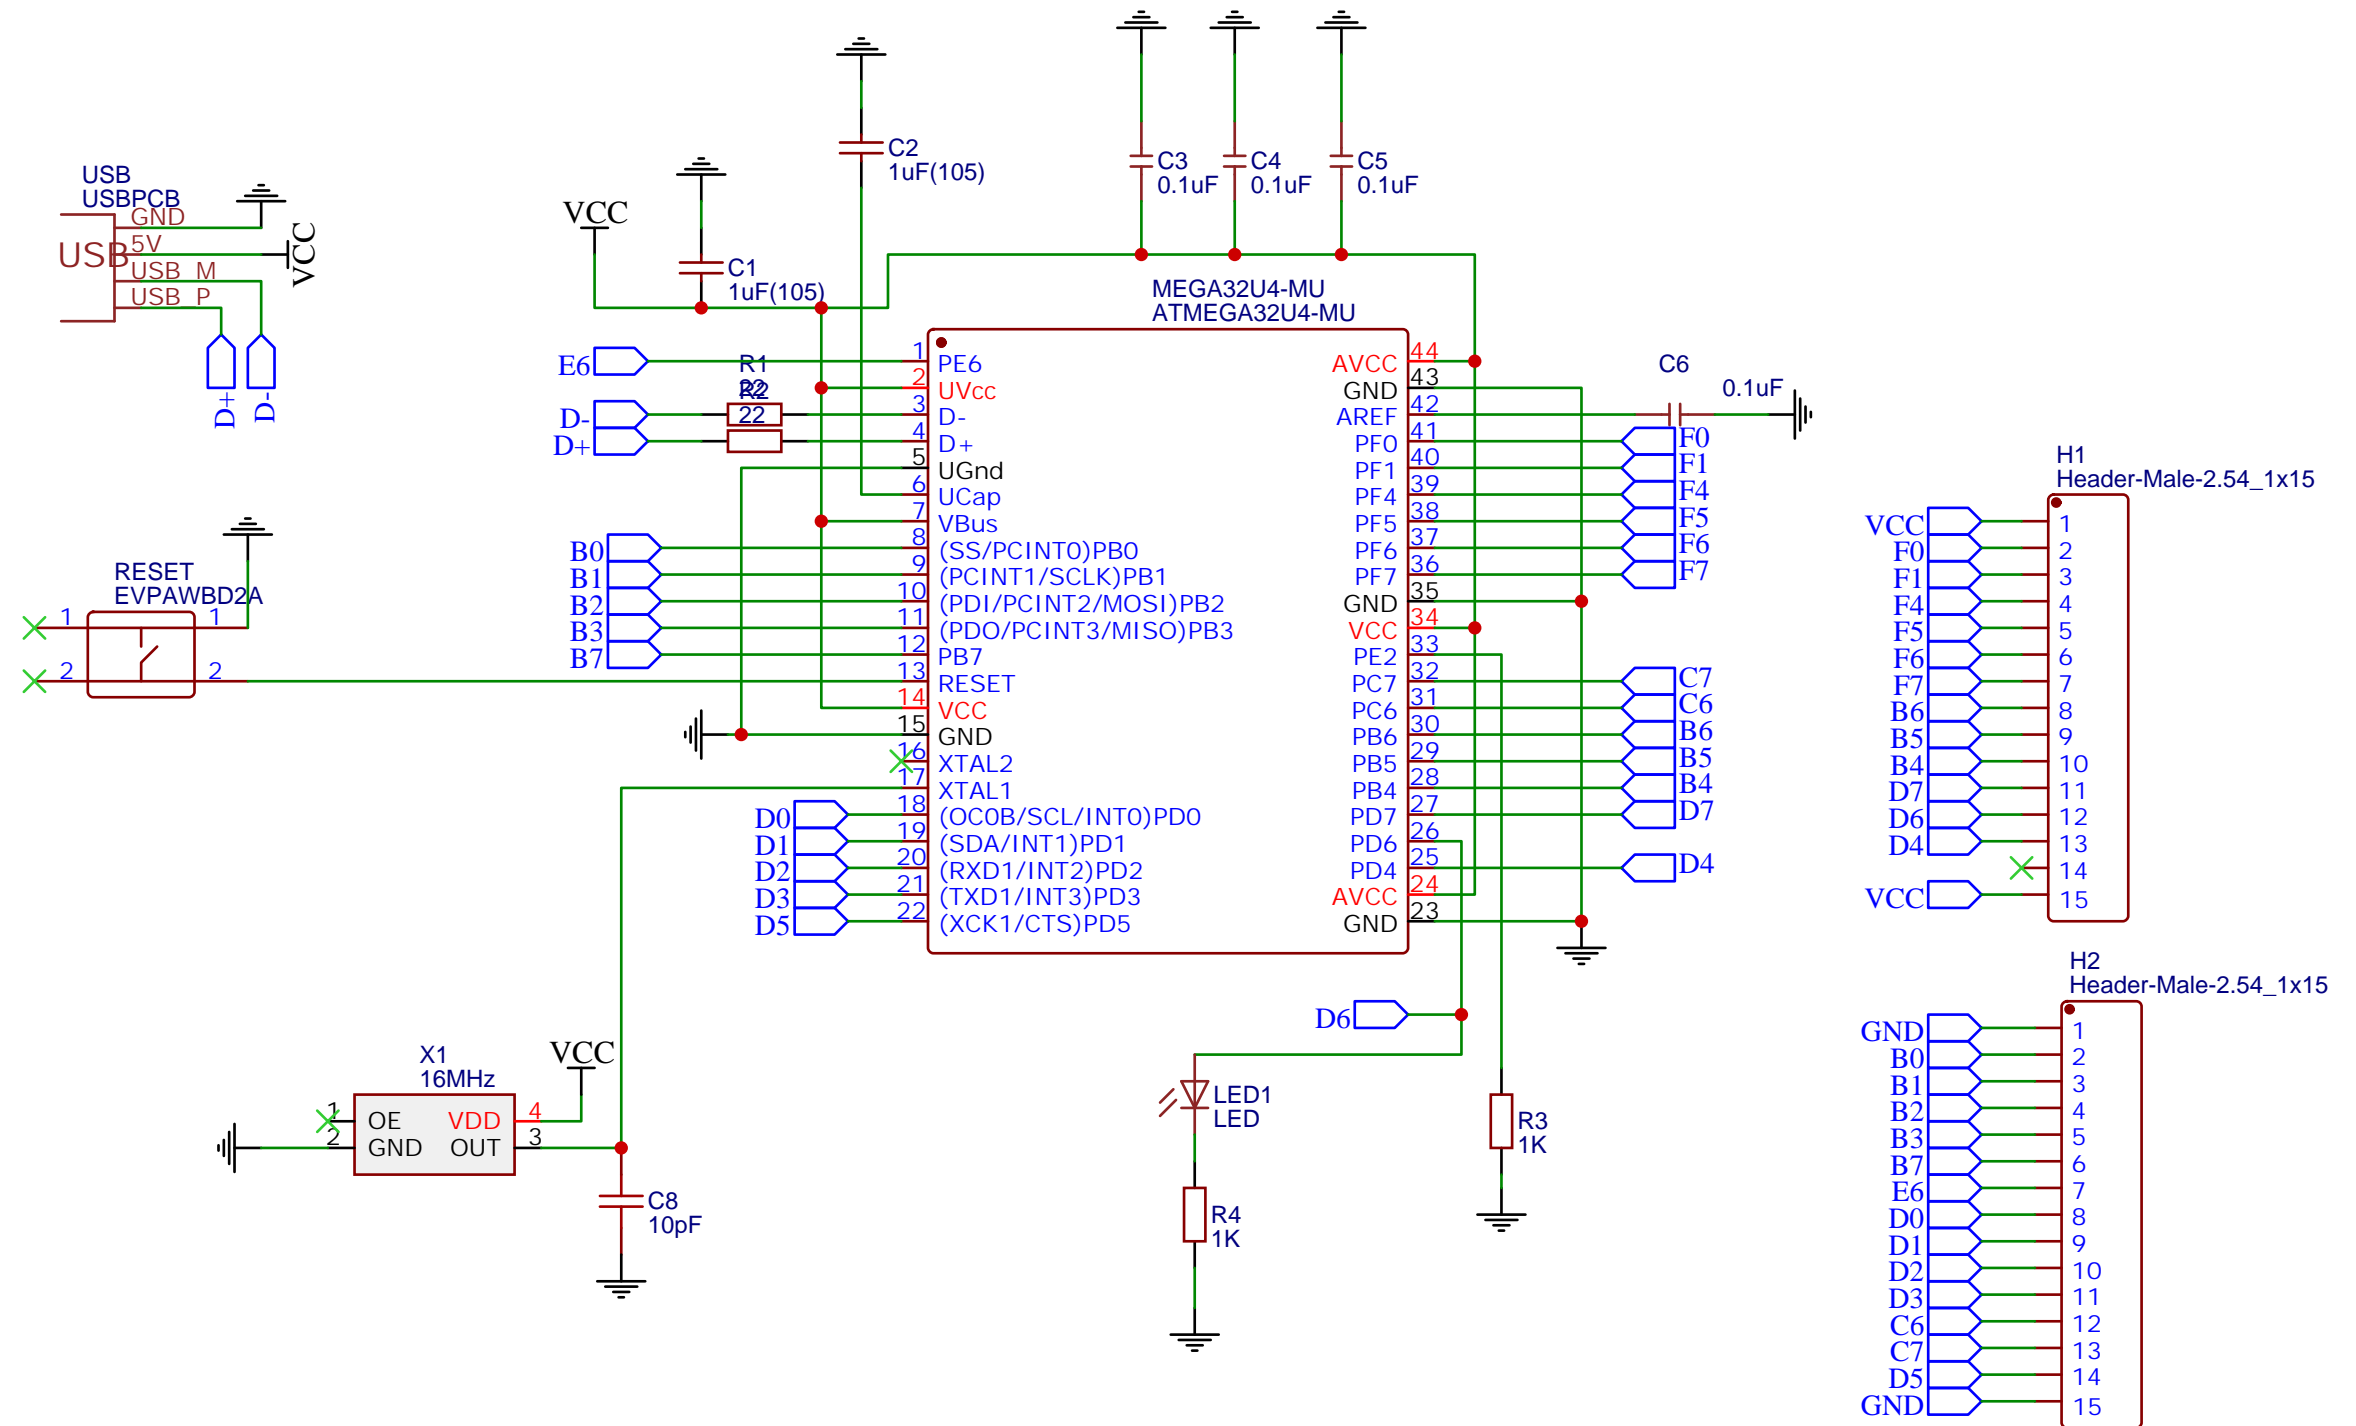 USB
USBPCB
GND
5V
USB_M
USB_P
USB
VCC
D+
D-
VCC
C1
1uF(105)
C2
1uF(105)
C3
0.1uF
C4
0.1uF
C5
0.1uF
MEGA32U4-MU
ATMEGA32U4-MU
E6
R1
22
R2
22
D-
D+
B0
B1
B2
B3
B7
D0
D1
D2
D3
D5
1 PE6
2 UVcc
3 D-
4 D+
5 UGnd
6 UCap
7 VBus
8 (SS/PCINT0)PB0
9 (PCINT1/SCLK)PB1
10 (PDI/PCINT2/MOSI)PB2
11 (PDO/PCINT3/MISO)PB3
12 PB7
13 RESET
14 VCC
15 GND
16 XTAL2
17 XTAL1
18 (OC0B/SCL/INT0)PD0
19 (SDA/INT1)PD1
20 (RXD1/INT2)PD2
21 (TXD1/INT3)PD3
22 (XCK1/CTS)PD5
AVCC 44
GND 43
AREF 42
PF0 41
PF1 40
PF4 39
PF5 38
PF6 37
PF7 36
GND 35
VCC 34
PE2 33
PC7 32
PC6 31
PB6 30
PB5 29
PB4 28
PD7 27
PD6 26
PD4 25
AVCC 24
GND 23
C6
0.1uF
F0
F1
F4
F5
F6
F7
C7
C6
B6
B5
B4
D7
D4
RESET
EVPAWBD2A
1 1
2 2
X1
16MHz
VCC
1 OE VDD 4
2 GND OUT 3
C8
10pF
D6
LED1
LED
R4
1K
R3
1K
H1
Header-Male-2.54_1x15
VCC 1
F0 2
F1 3
F4 4
F5 5
F6 6
F7 7
B6 8
B5 9
B4 10
D7 11
D6 12
D4 13
14
VCC 15
H2
Header-Male-2.54_1x15
GND 1
B0 2
B1 3
B2 4
B3 5
B7 6
E6 7
D0 8
D1 9
D2 10
D3 11
C6 12
C7 13
D5 14
GND 15